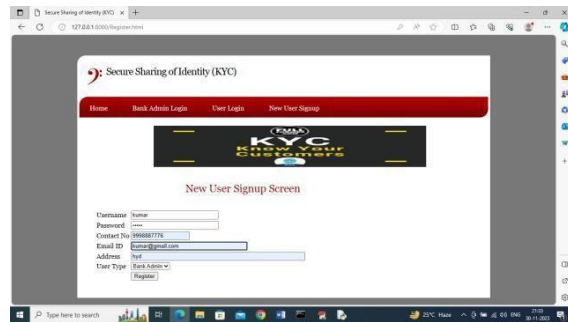 Secure Sharing of Identity (KYC)
127.0.0.1:8000/Register.html
Secure Sharing of Identity (KYC)
Home Bank Admin Login User Login New User Signup
FULL
KYC
Know Your
Customers
New User Signup Screen
Username kumar
Password •••••
Contact No 9998887776
Email ID kumar@gmail.com
Address hyd
User Type Bank Admin
Register
Type here to search
25°C Haze ENG 21:03
30-11-2023